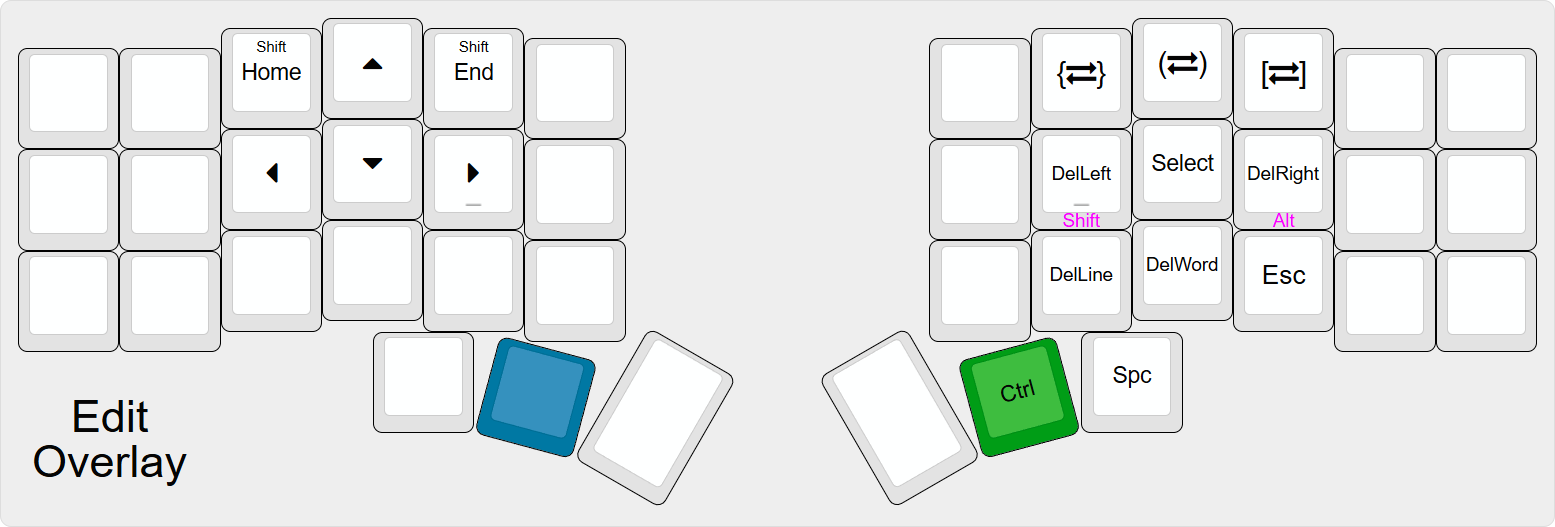 Shift
Home
Shift
End
{⇄}
(⇄)
[⇄]
DelLeft
Shift
Select
DelRight
Alt
DelLine
DelWord
Esc
Ctrl
Spc
Edit
Overlay